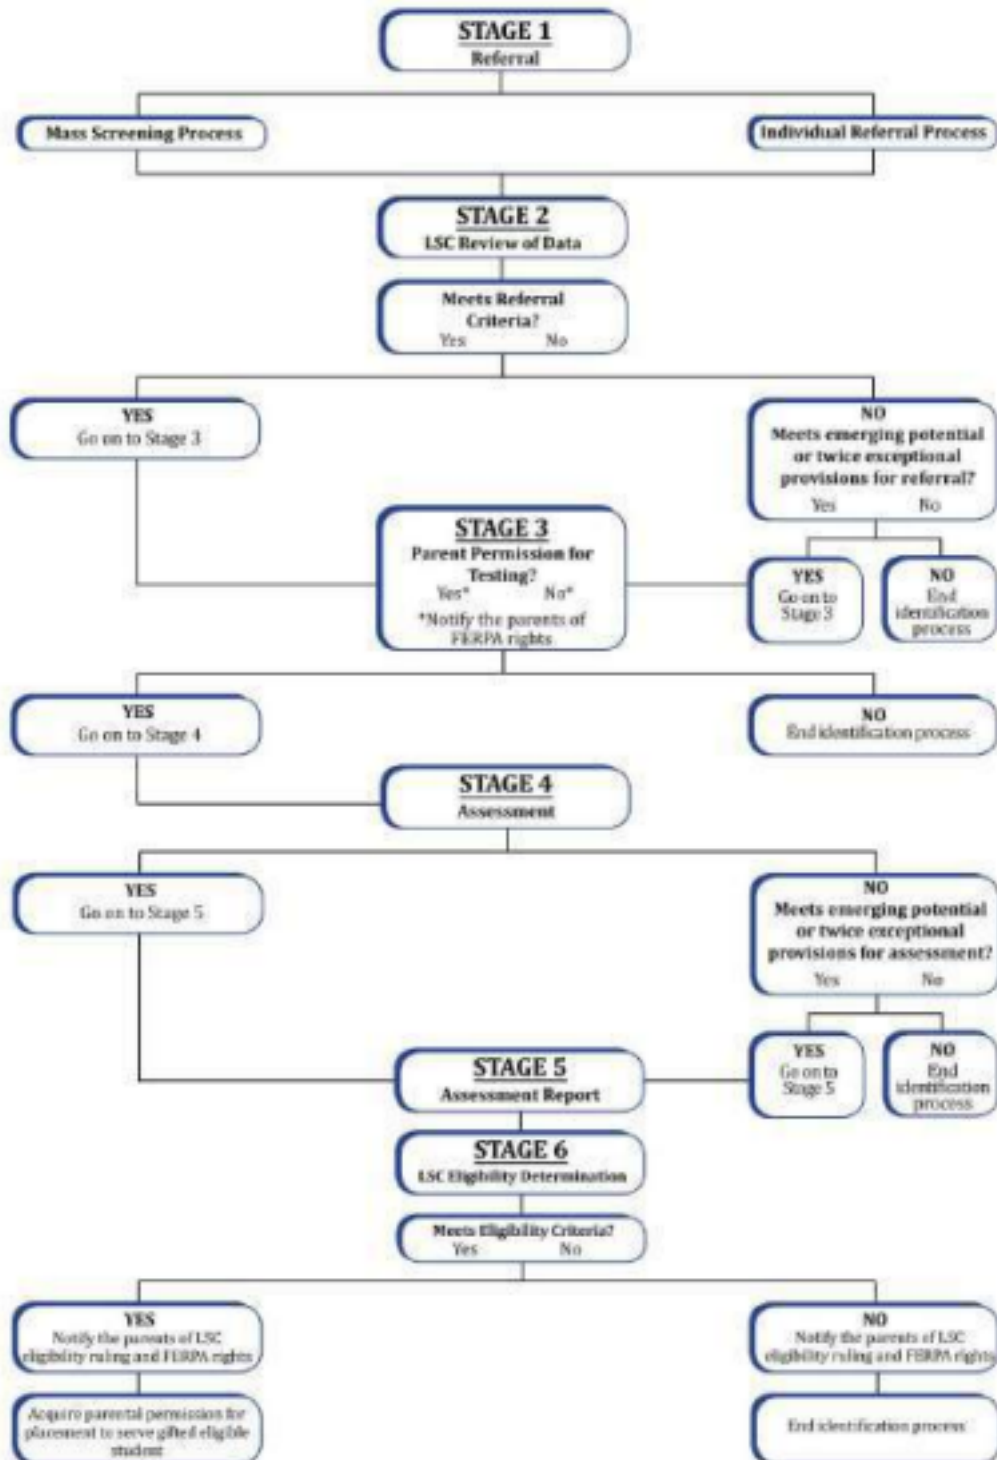 STAGE 1
Referral
Mass Screening Process
Individual Referral Process
STAGE 2
LSC Review of Data
Meets Referral
Criteria?
Yes No
YES
Go on to Stage 3
NO
Meets emerging potential
or twice exceptional
provisions for referral?
Yes No
STAGE 3
Parent Permission for
Testing?
Yes* No*
*Notify the parents of
FERPA rights
YES
Go on to
Stage 3
NO
End
identification
process
YES
Go on to Stage 4
NO
End identification process
STAGE 4
Assessment
YES
Go on to Stage 5
NO
Meets emerging potential
or twice exceptional
provisions for assessment?
Yes No
YES
Go on to
Stage 5
NO
End
identification
process
STAGE 5
Assessment Report
STAGE 6
LSC Eligibility Determination
Meets Eligibility Criteria?
Yes No
YES
Notify the parents of LSC
eligibility ruling and FERPA rights
NO
Notify the parents of LSC
eligibility ruling and FERPA rights
Acquire parental permission for
placement to serve gifted eligible
student
End identification process